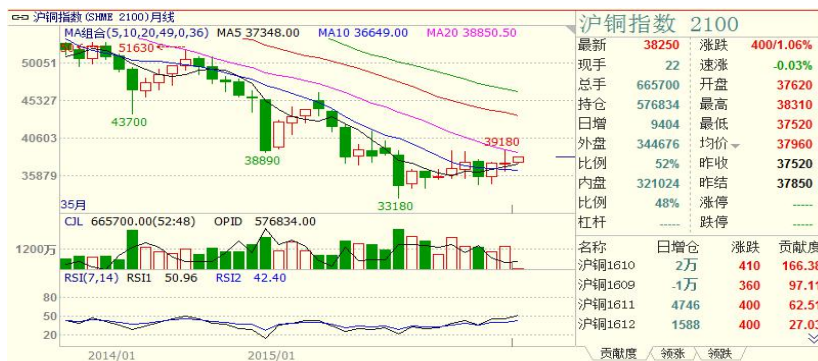 沪铜指数(SHME 2100)月线
MA组合(5,10,20,49,0,36) MA5 37348.00 MA10 36649.00 MA20 38850.50
51630
50051
45327
43700
40603
39180
38890
35879
33180
35月
CJL 665700.00(52:48) OPID 576834.00
1200万
RSI(7,14) RSI1 50.96 RSI2 42.40
80
50
20
2014/01 2015/01
沪铜指数 2100
最新 38250 涨跌 400/1.06%
现手 22 速涨 -0.03%
总手 665700 开盘 37620
持仓 576834 最高 38310
日增 9404 最低 37520
外盘 344676 均价 37960
比例 52% 昨收 37520
内盘 321024 昨结 37850
比例 48% 涨停 -----
杠杆 ----- 跌停 -----
名称 日增仓 涨跌 贡献度
沪铜1610 2万 410 166.38
沪铜1609 -1万 360 97.11
沪铜1611 4746 400 62.51
沪铜1612 1588 400 27.03
贡献度 领涨 领跌